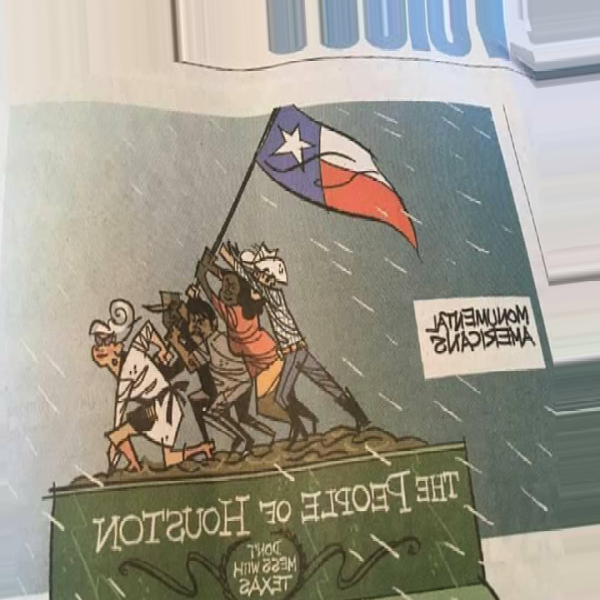 MONUMENTAL
AMERICANS
THE PEOPLE OF HOUSTON
DON'T
MESS WITH
TEXAS